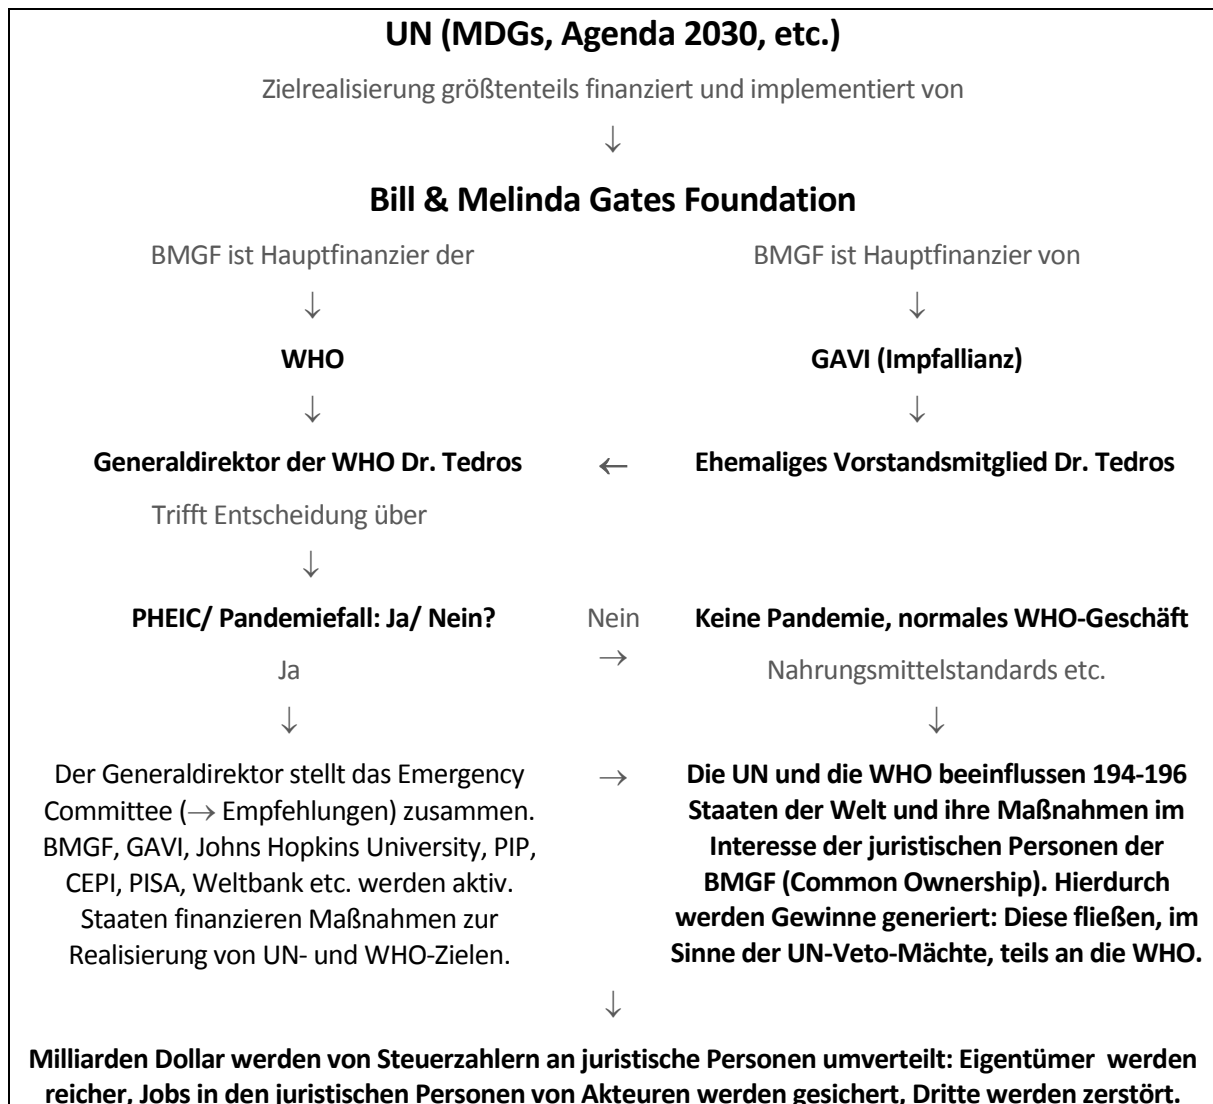 UN (MDGs, Agenda 2030, etc.)
Zielrealisierung größtenteils finanziert und implementiert von
↓
Bill & Melinda Gates Foundation
BMGF ist Hauptfinanzier der BMGF ist Hauptfinanzier von
↓ ↓
WHO GAVI (Impfallianz)
↓ ↓
Generaldirektor der WHO Dr. Tedros ← Ehemaliges Vorstandsmitglied Dr. Tedros
Trifft Entscheidung über
↓
PHEIC/ Pandemiefall: Ja/ Nein? Nein Keine Pandemie, normales WHO-Geschäft
→
Ja Nahrungsmittelstandards etc.
↓ ↓
Der Generaldirektor stellt das Emergency → Die UN und die WHO beeinflussen 194-196
Committee (→ Empfehlungen) zusammen. Staaten der Welt und ihre Maßnahmen im
BMGF, GAVI, Johns Hopkins University, PIP, Interesse der juristischen Personen der
CEPI, PISA, Weltbank etc. werden aktiv. BMGF (Common Ownership). Hierdurch
Staaten finanzieren Maßnahmen zur werden Gewinne generiert: Diese fließen, im
Realisierung von UN- und WHO-Zielen. Sinne der UN-Veto-Mächte, teils an die WHO.
↓
Milliarden Dollar werden von Steuerzahlern an juristische Personen umverteilt: Eigentümer werden
reicher, Jobs in den juristischen Personen von Akteuren werden gesichert, Dritte werden zerstört.